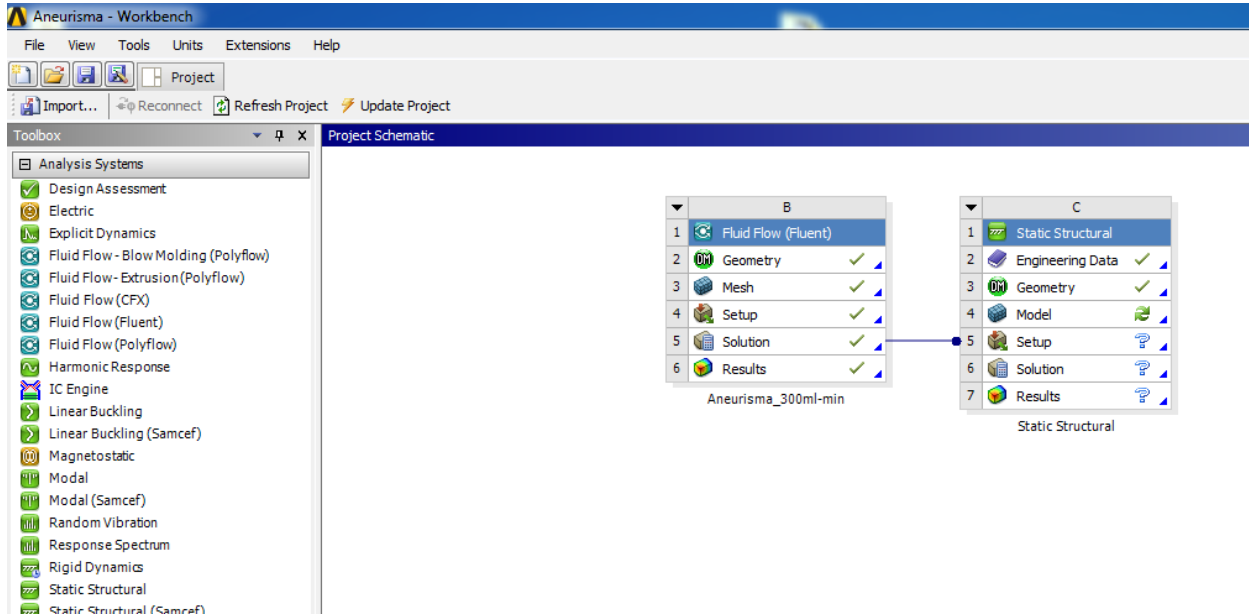 Aneurisma - Workbench
File View Tools Units Extensions Help
Project
Import... Reconnect Refresh Project Update Project
Toolbox
Project Schematic
Analysis Systems
Design Assessment
Electric
Explicit Dynamics
Fluid Flow - Blow Molding (Polyflow)
Fluid Flow - Extrusion (Polyflow)
Fluid Flow (CFX)
Fluid Flow (Fluent)
Fluid Flow (Polyflow)
Harmonic Response
IC Engine
Linear Buckling
Linear Buckling (Samcef)
Magnetostatic
Modal
Modal (Samcef)
Random Vibration
Response Spectrum
Rigid Dynamics
Static Structural
Static Structural (Samcef)
B
1 Fluid Flow (Fluent)
2 Geometry
3 Mesh
4 Setup
5 Solution
6 Results
Aneurisma_300ml-min
C
1 Static Structural
2 Engineering Data
3 Geometry
4 Model
5 Setup
6 Solution
7 Results
Static Structural